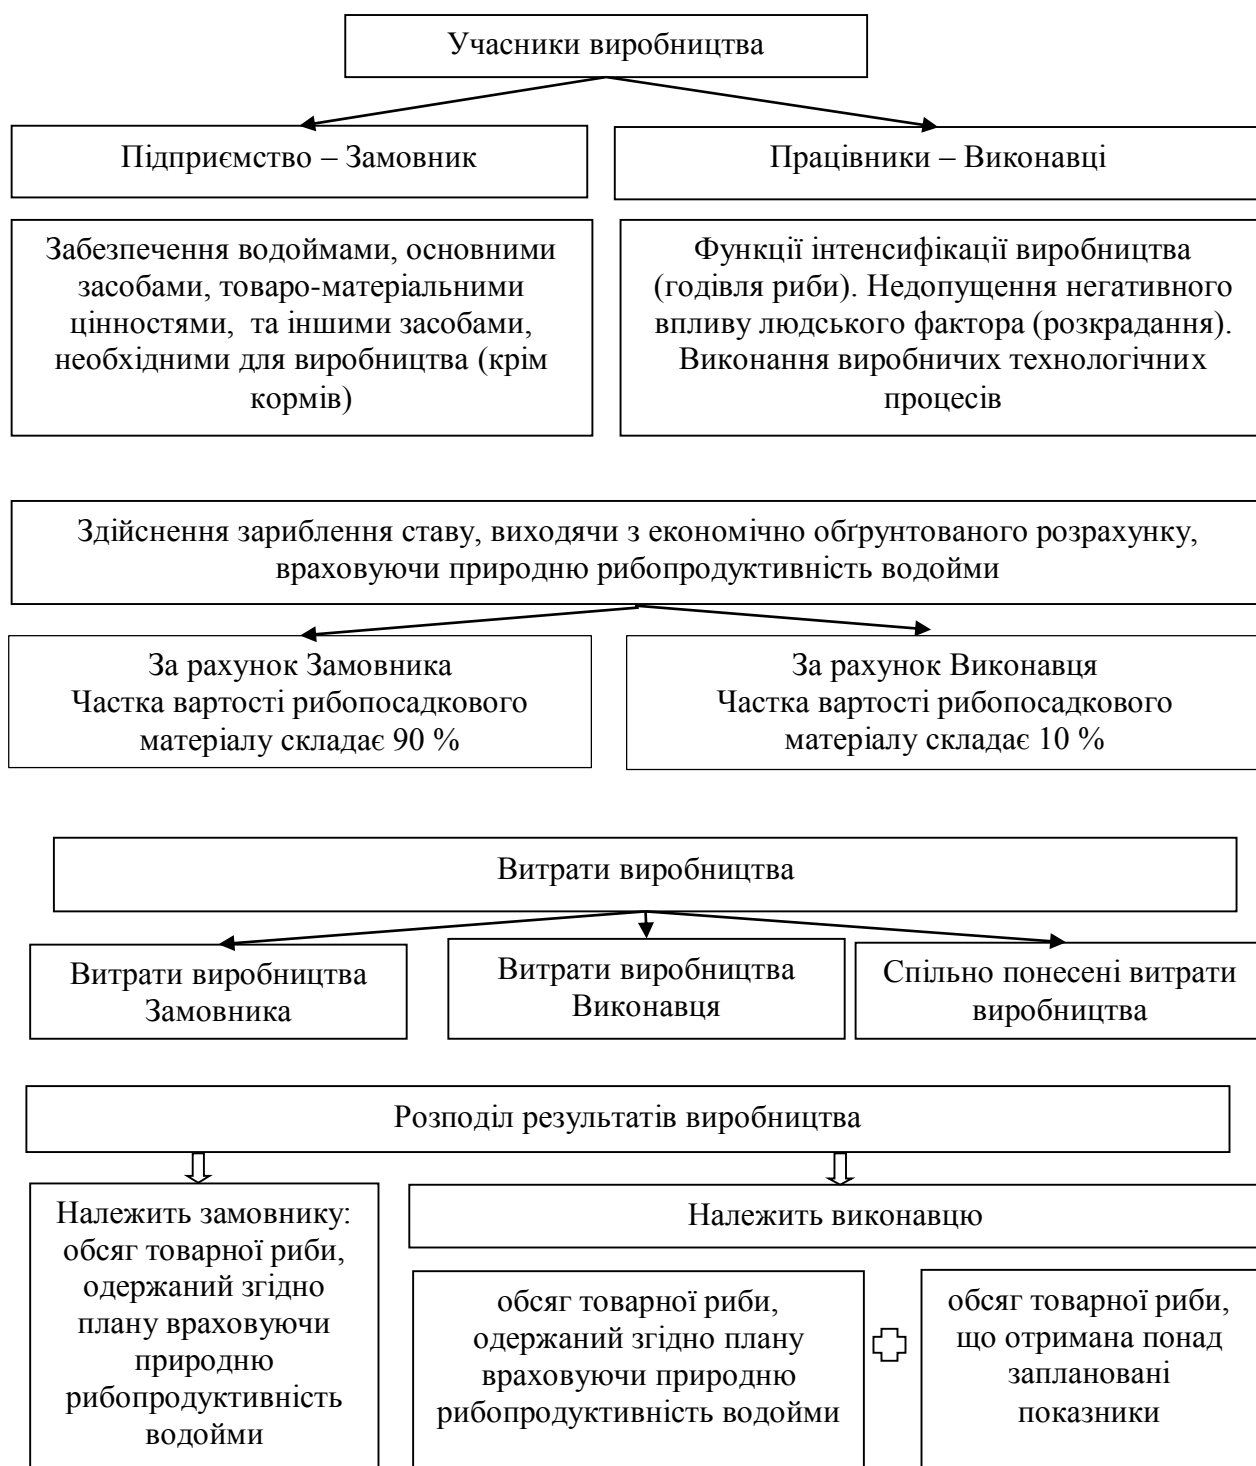 Учасники виробництва
Підприємство – Замовник
Працівники – Виконавці
Забезпечення водоймами, основними
засобами, товаро-матеріальними
цінностями, та іншими засобами,
необхідними для виробництва (крім
кормів)
Функції інтенсифікації виробництва
(годівля риби). Недопущення негативного
впливу людського фактора (розкрадання).
Виконання виробничих технологічних
процесів
Здійснення зариблення ставу, виходячи з економічно обґрунтованого розрахунку,
враховуючи природню рибопродуктивність водойми
За рахунок Замовника
Частка вартості рибопосадкового
матеріалу складає 90 %
За рахунок Виконавця
Частка вартості рибопосадкового
матеріалу складає 10 %
Витрати виробництва
Витрати виробництва
Замовника
Витрати виробництва
Виконавця
Спільно понесені витрати
виробництва
Розподіл результатів виробництва
Належить замовнику:
обсяг товарної риби,
одержаний згідно
плану враховуючи
природню
рибопродуктивність
водойми
Належить виконавцю
обсяг товарної риби,
одержаний згідно плану
враховуючи природню
рибопродуктивність водойми
обсяг товарної риби,
що отримана понад
заплановані
показники